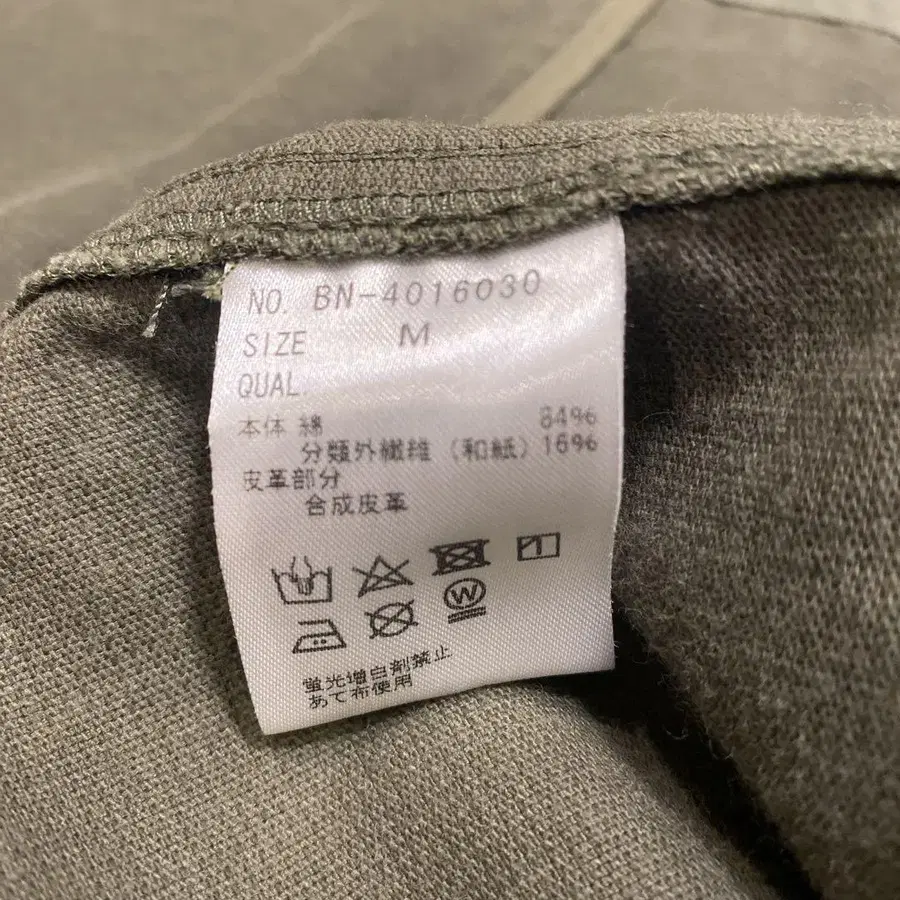 NO. BN-4016030
SIZE M
QUAL.
本体 綿 84%
分類外繊維（和紙）16%
皮革部分
合成皮革
W
蛍光増白剤禁止
あて布使用